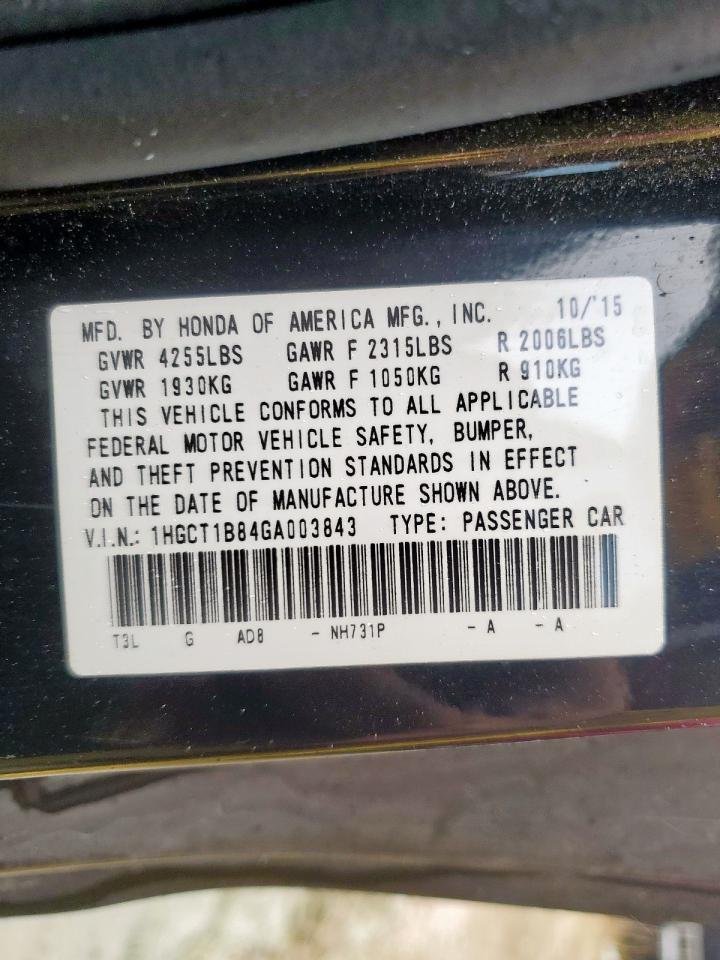 MFD. BY HONDA OF AMERICA MFG., INC. 10/'15
GVWR 4255LBS GAWR F 2315LBS R 2006LBS
GVWR 1930KG GAWR F 1050KG R 910KG
THIS VEHICLE CONFORMS TO ALL APPLICABLE
FEDERAL MOTOR VEHICLE SAFETY, BUMPER,
AND THEFT PREVENTION STANDARDS IN EFFECT
ON THE DATE OF MANUFACTURE SHOWN ABOVE.
V.I.N.: 1HGCT1B84GA003843 TYPE: PASSENGER CAR
T3L G AD8 - NH731P - A - A